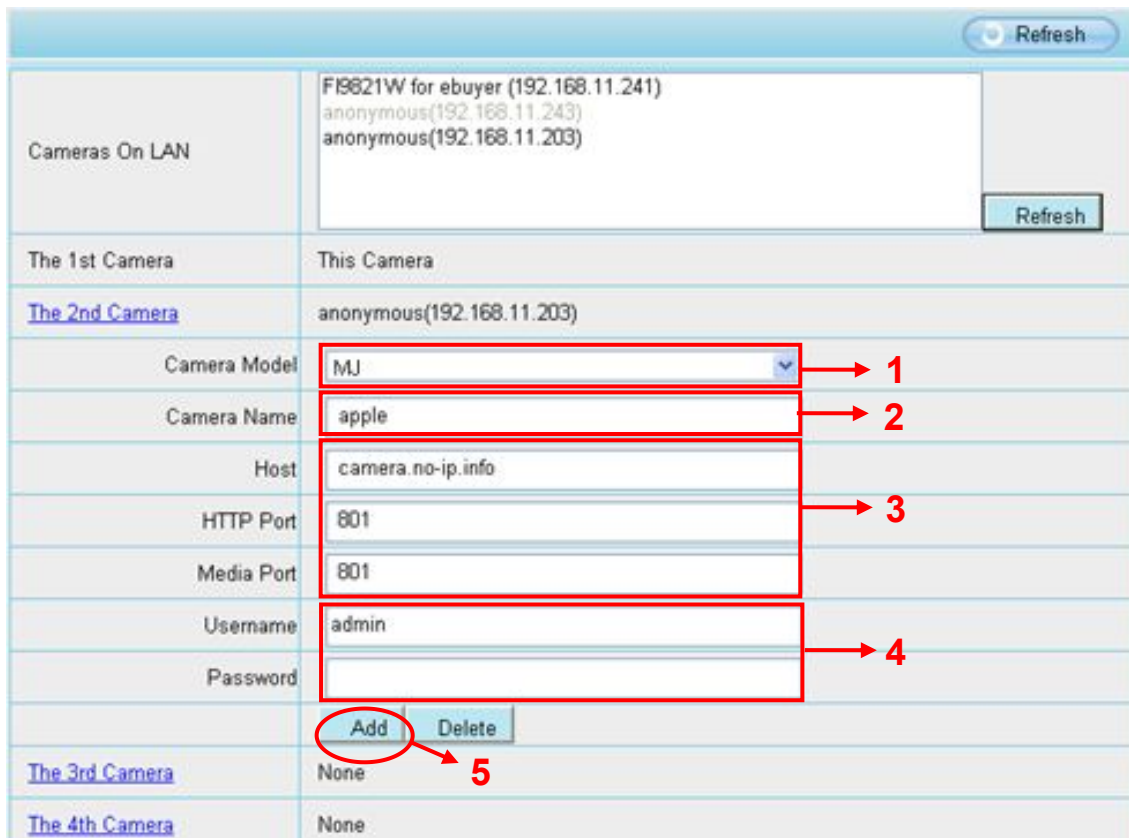 Refresh
Cameras On LAN
FI9821W for ebuyer (192.168.11.241)
anonymous(192.168.11.243)
anonymous(192.168.11.203)
Refresh
The 1st Camera This Camera
The 2nd Camera anonymous(192.168.11.203)
Camera Model MJ 1
Camera Name apple 2
Host camera.no-ip.info
HTTP Port 801 3
Media Port 801
Username admin
4
Password
Add Delete
5
The 3rd Camera None
The 4th Camera None